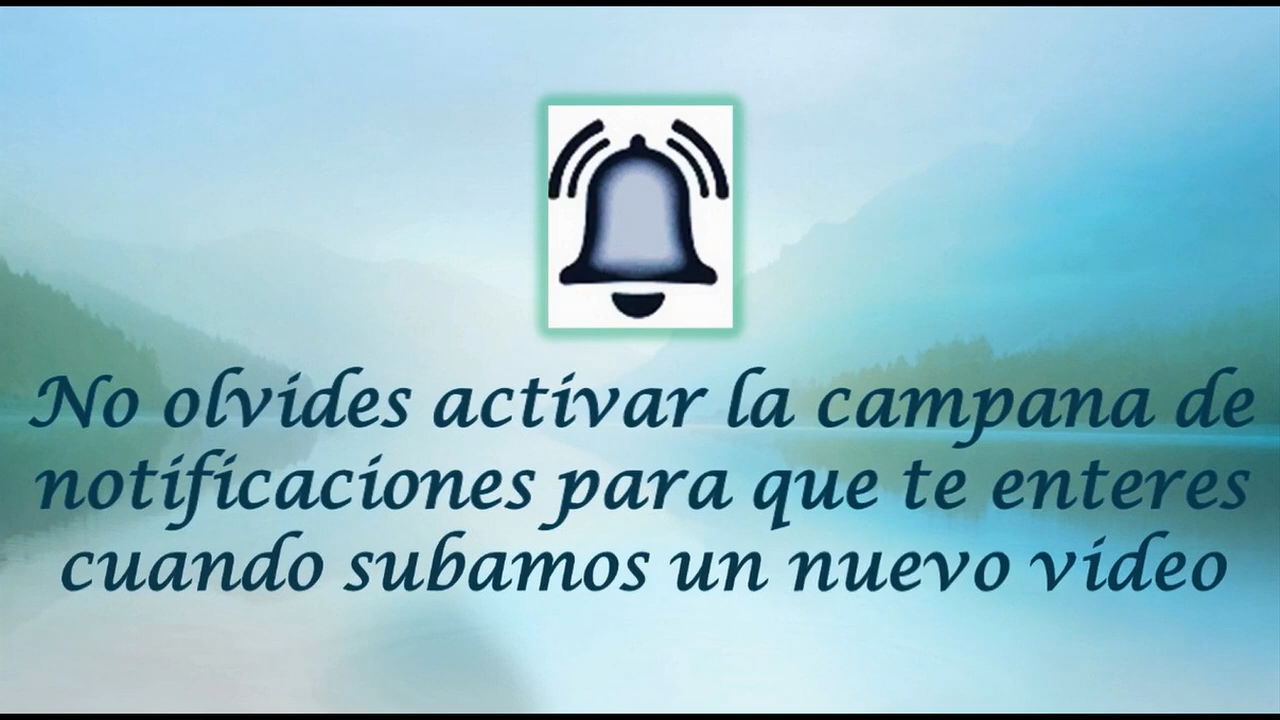 No olvides activar la campana de
notificaciones para que te enteres
cuando subamos un nuevo video